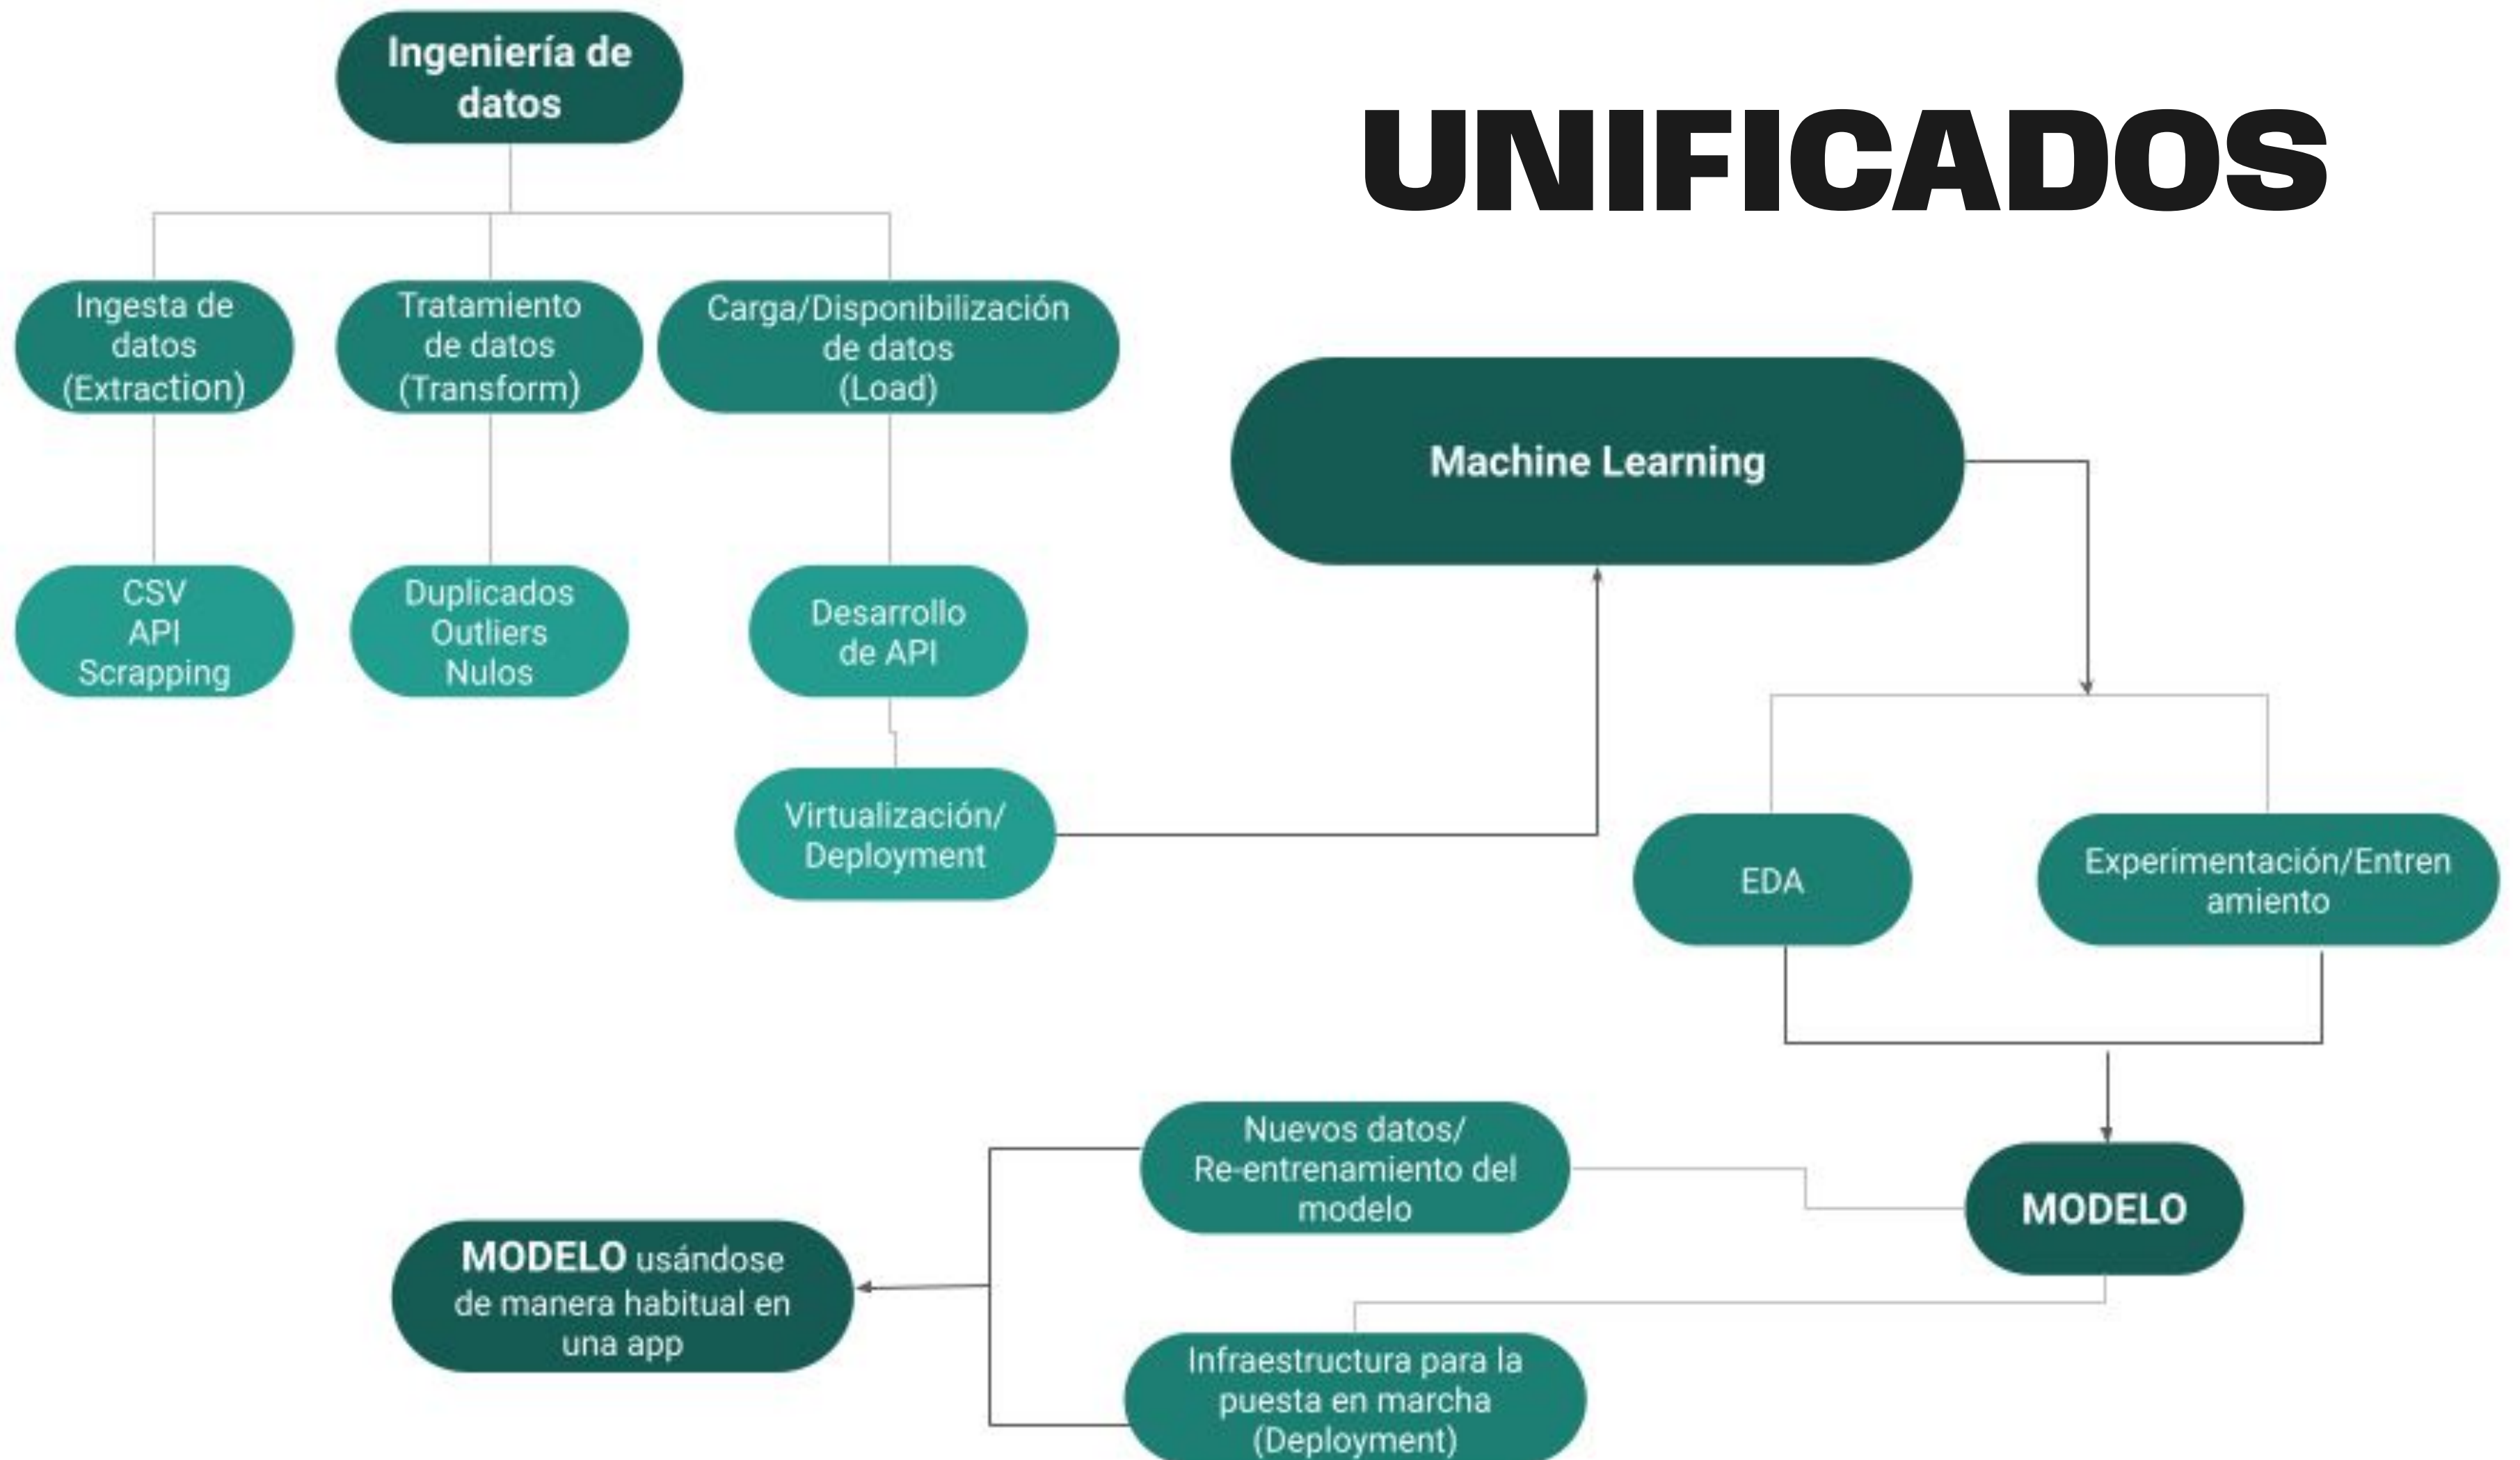 Ingeniería de
datos
UNIFICADOS
Ingesta de
datos
(Extraction)
Tratamiento
de datos
(Transform)
Carga/Disponibilización
de datos
(Load)
Machine Learning
CSV
API
Scrapping
Duplicados
Outliers
Nulos
Desarrollo
de API
Virtualización/
Deployment
EDA
Experimentación/Entren
amiento
Nuevos datos/
Re-entrenamiento del
modelo
MODELO
MODELO usándose
de manera habitual en
una app
Infraestructura para la
puesta en marcha
(Deployment)